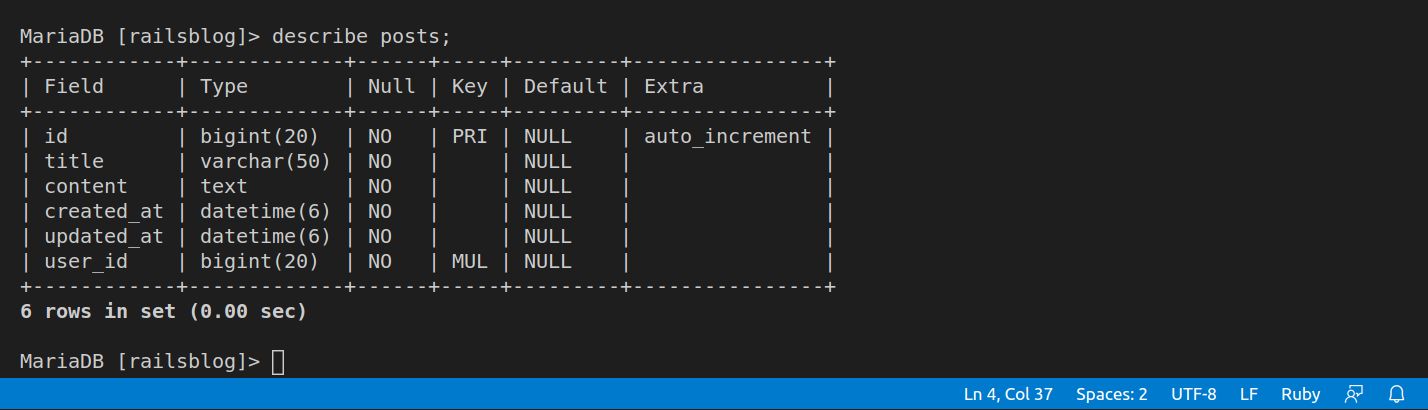 MariaDB [railsblog]> describe posts;
+------------+-------------+------+-----+---------+----------------+
| Field      | Type        | Null | Key | Default | Extra          |
+------------+-------------+------+-----+---------+----------------+
| id         | bigint(20)  | NO   | PRI | NULL    | auto_increment |
| title      | varchar(50) | NO   |     | NULL    |                |
| content    | text        | NO   |     | NULL    |                |
| created_at | datetime(6) | NO   |     | NULL    |                |
| updated_at | datetime(6) | NO   |     | NULL    |                |
| user_id    | bigint(20)  | NO   | MUL | NULL    |                |
+------------+-------------+------+-----+---------+----------------+
6 rows in set (0.00 sec)
MariaDB [railsblog]>
Ln 4, Col 37 Spaces: 2 UTF-8 LF Ruby